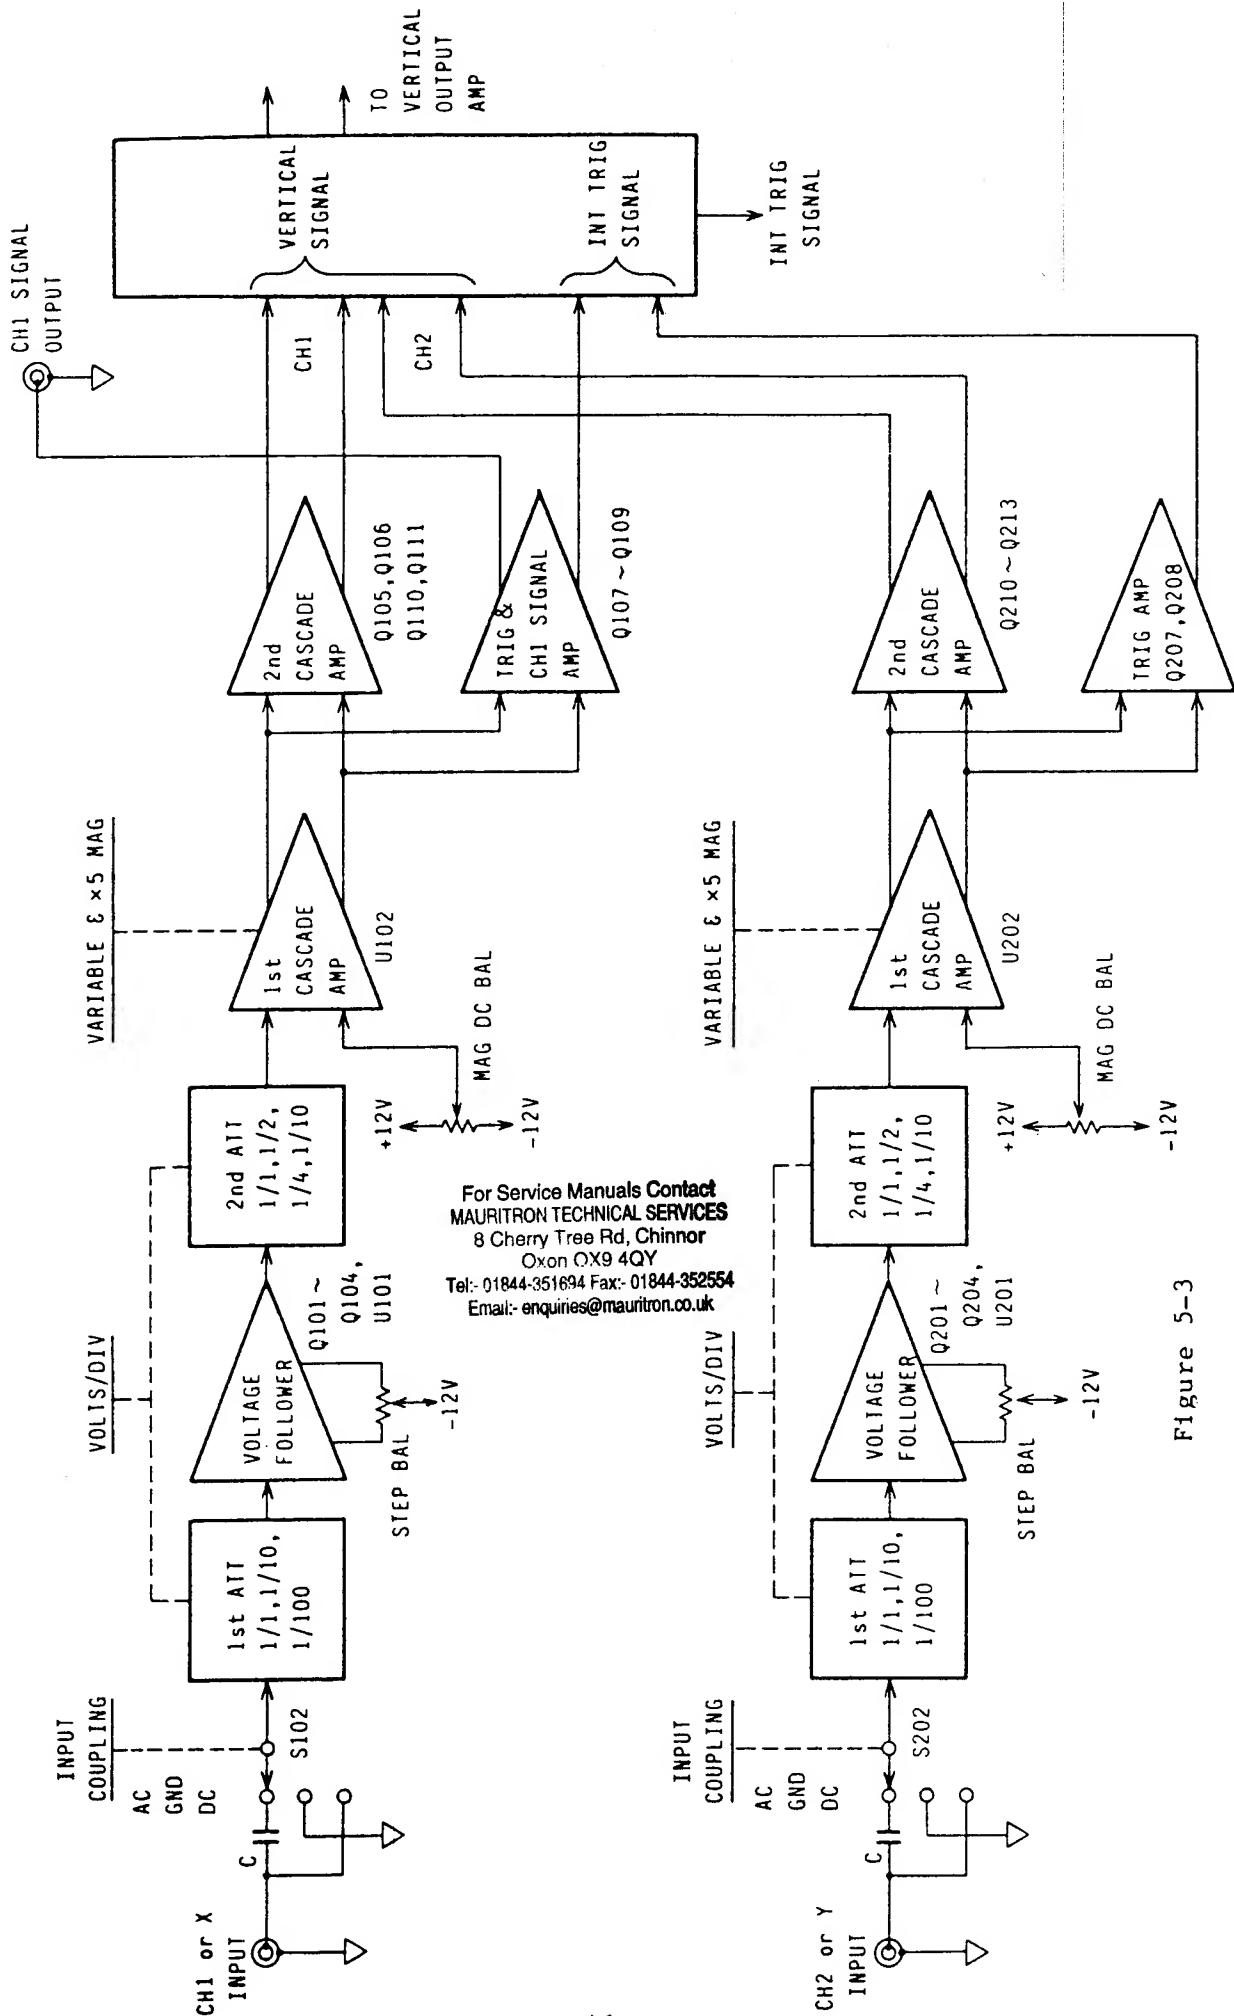 CH1 or X
INPUT
INPUT
COUPLING
AC
GND
DC
C
S102
1st ATT
1/1,1/10,
1/100
VOLTS/DIV
VOLTAGE
FOLLOWER
Q101~
Q104,
U101
STEP BAL
-12V
2nd ATT
1/1,1/2,
1/4,1/10
+12V
-12V
MAG DC BAL
VARIABLE & ×5 MAG
1st
CASCADE
AMP
U102
2nd
CASCADE
AMP
Q105,Q106
Q110,Q111
TRIG &
CH1 SIGNAL
AMP
Q107~Q109
CH1 SIGNAL
OUTPUT
CH1
CH2
VERTICAL
SIGNAL
INT TRIG
SIGNAL
TO
VERTICAL
OUTPUT
AMP
INT TRIG
SIGNAL
For Service Manuals Contact
MAURITRON TECHNICAL SERVICES
8 Cherry Tree Rd, Chinnor
Oxon OX9 4QY
Tel:- 01844-351694 Fax:- 01844-352554
Email:- enquiries@mauritron.co.uk
CH2 or Y
INPUT
INPUT
COUPLING
AC
GND
DC
C
S202
1st ATT
1/1,1/10,
1/100
VOLTS/DIV
VOLTAGE
FOLLOWER
Q201~
Q204,
U201
STEP BAL
-12V
2nd ATT
1/1,1/2,
1/4,1/10
+12V
-12V
MAG DC BAL
VARIABLE & ×5 MAG
1st
CASCADE
AMP
U202
2nd
CASCADE
AMP
Q210~Q213
TRIG AMP
Q207,Q208
Figure 5-3